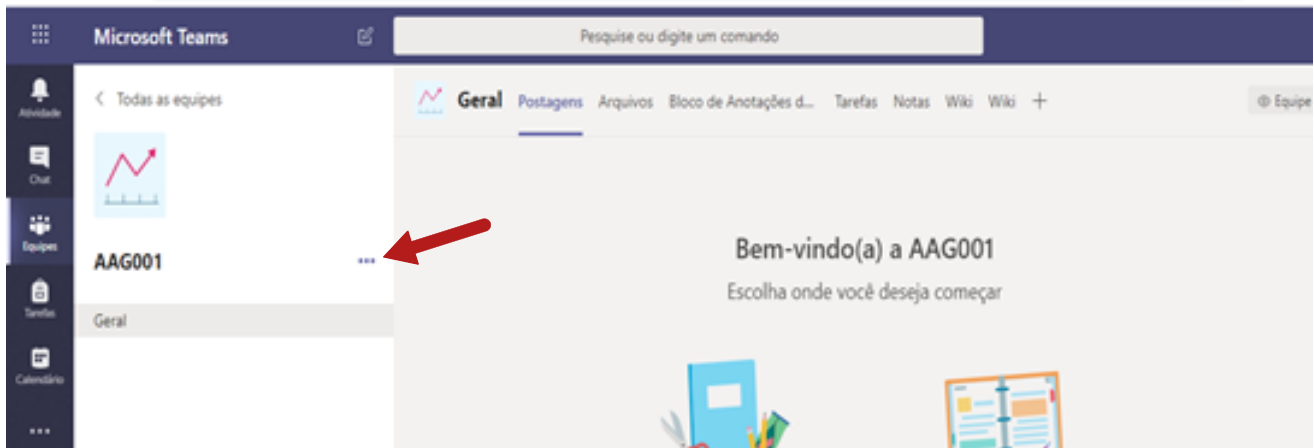 Microsoft Teams
Pesquise ou digite um comando
Atividade
Chat
Equipes
Tarefas
Calendário
Todas as equipes
AAG001
Geral
Geral Postagens Arquivos Bloco de Anotações d... Tarefas Notas Wiki Wiki +
Equipe
Bem-vindo(a) a AAG001
Escolha onde você deseja começar